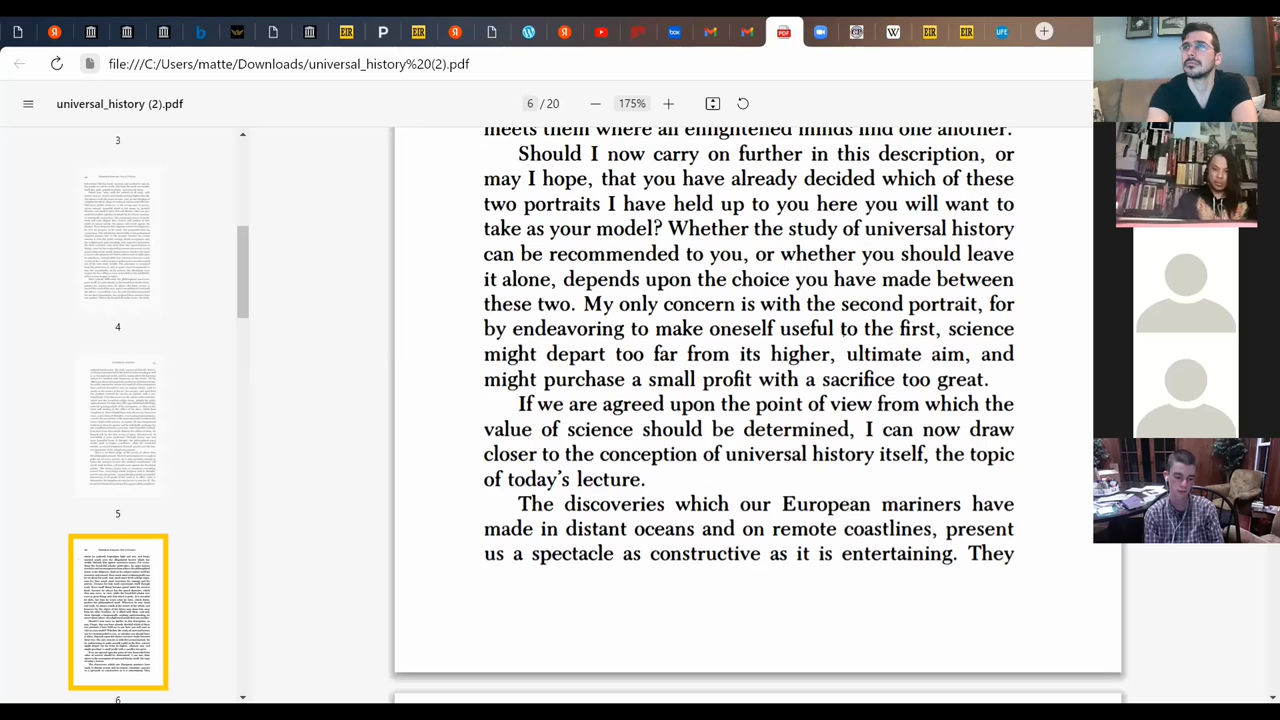 EIR
P
EIR
box
PDF
W
EIR
EIR
LIFE
file:///C:/Users/matte/Downloads/universal_history%20(2).pdf
universal_history (2).pdf
6 / 20
175%
3
4
5
6
meets them where all enlightened minds find one another.
Should I now carry on further in this description, or
may I hope, that you have already decided which of these
two portraits I have held up to you here you will want to
take as your model? Whether the study of universal history
can be recommended to you, or whether you should leave
it alone, depends upon the choice you have made between
these two. My only concern is with the second portrait, for
by endeavoring to make oneself useful to the first, science
might depart too far from its higher, ultimate aim, and
might purchase a small profit with a sacrifice too great.
If we are agreed upon the point of view from which the
value of science should be determined, I can now draw
closer to the conception of universal history itself, the topic
of today's lecture.
The discoveries which our European mariners have
made in distant oceans and on remote coastlines, present
us a spectacle as constructive as it is entertaining. They